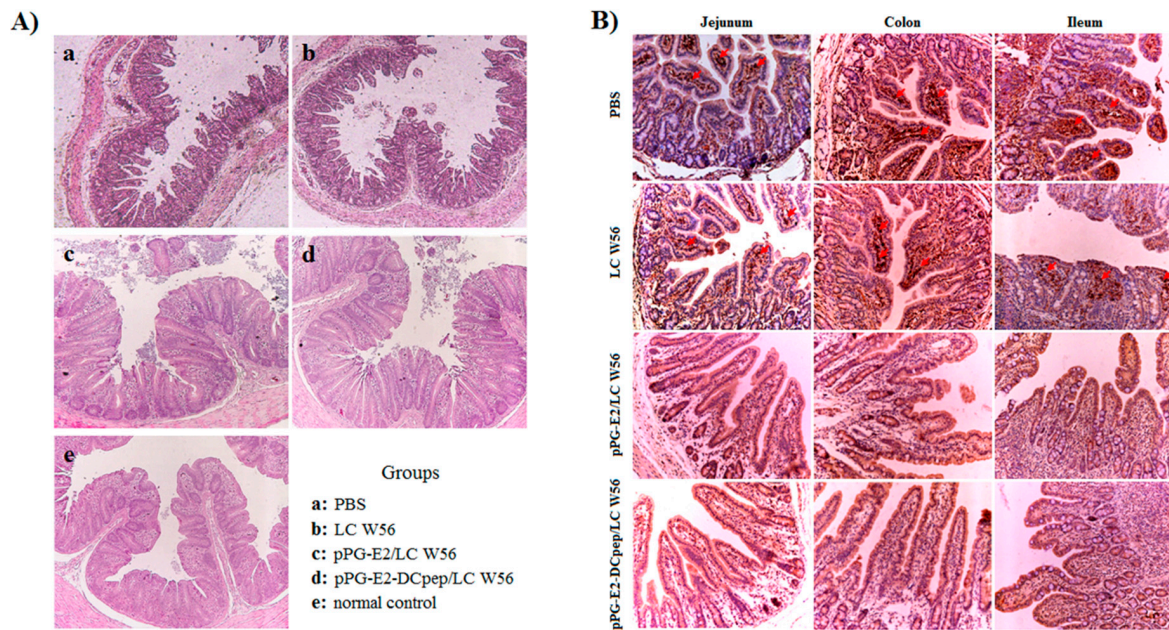 A)
a
b
c
d
e
Groups
a: PBS
b: LC W56
c: pPG-E2/LC W56
d: pPG-E2-DCpep/LC W56
e: normal control
B)
Jejunum Colon Ileum
PBS
LC W56
pPG-E2/LC W56
pPG-E2-DCpep/LC W56